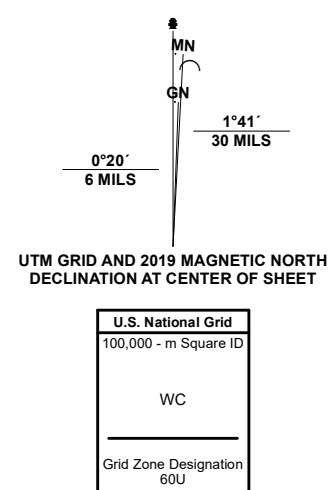 MN
GN
1°41´
30 MILS
0°20´
6 MILS
UTM GRID AND 2019 MAGNETIC NORTH
DECLINATION AT CENTER OF SHEET
U.S. National Grid
100,000 - m Square ID
WC
Grid Zone Designation
60U